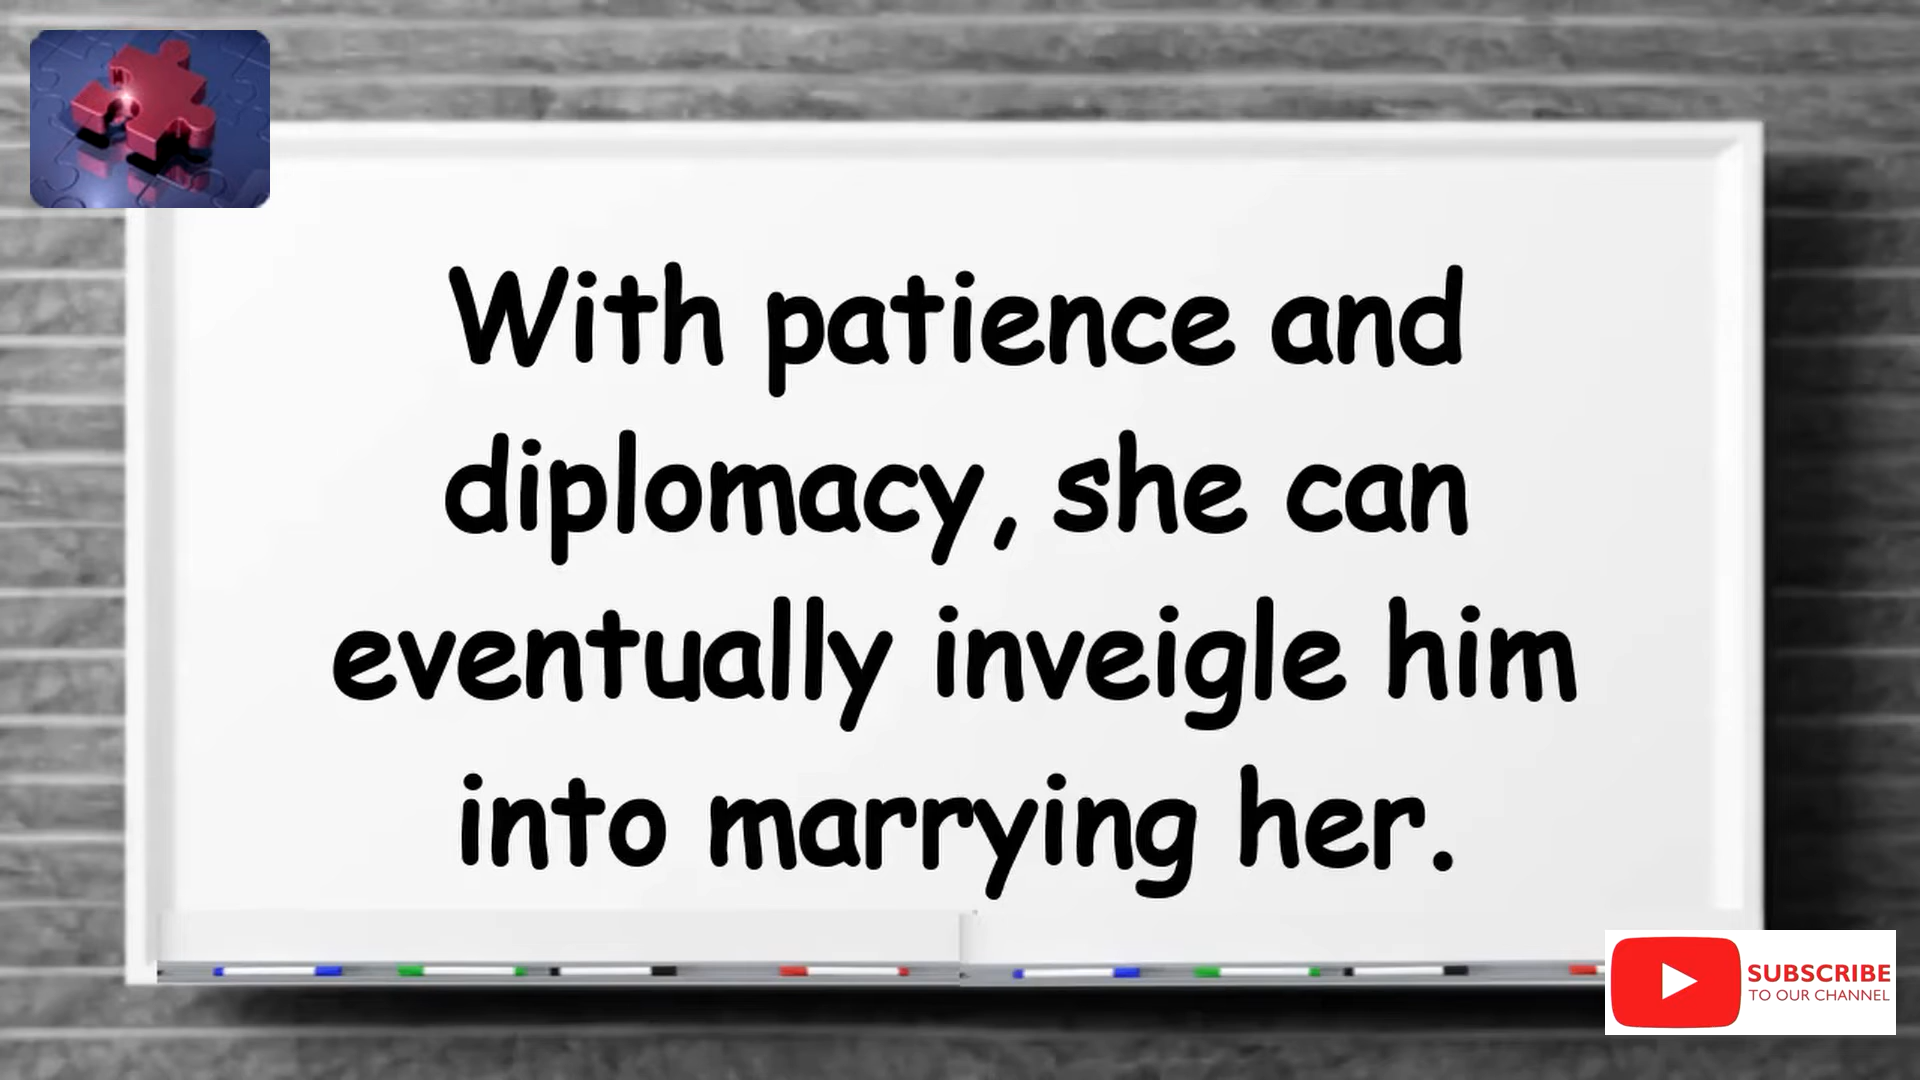 With patience and
diplomacy, she can
eventually inveigle him
into marrying her.
SUBSCRIBE
TO OUR CHANNEL